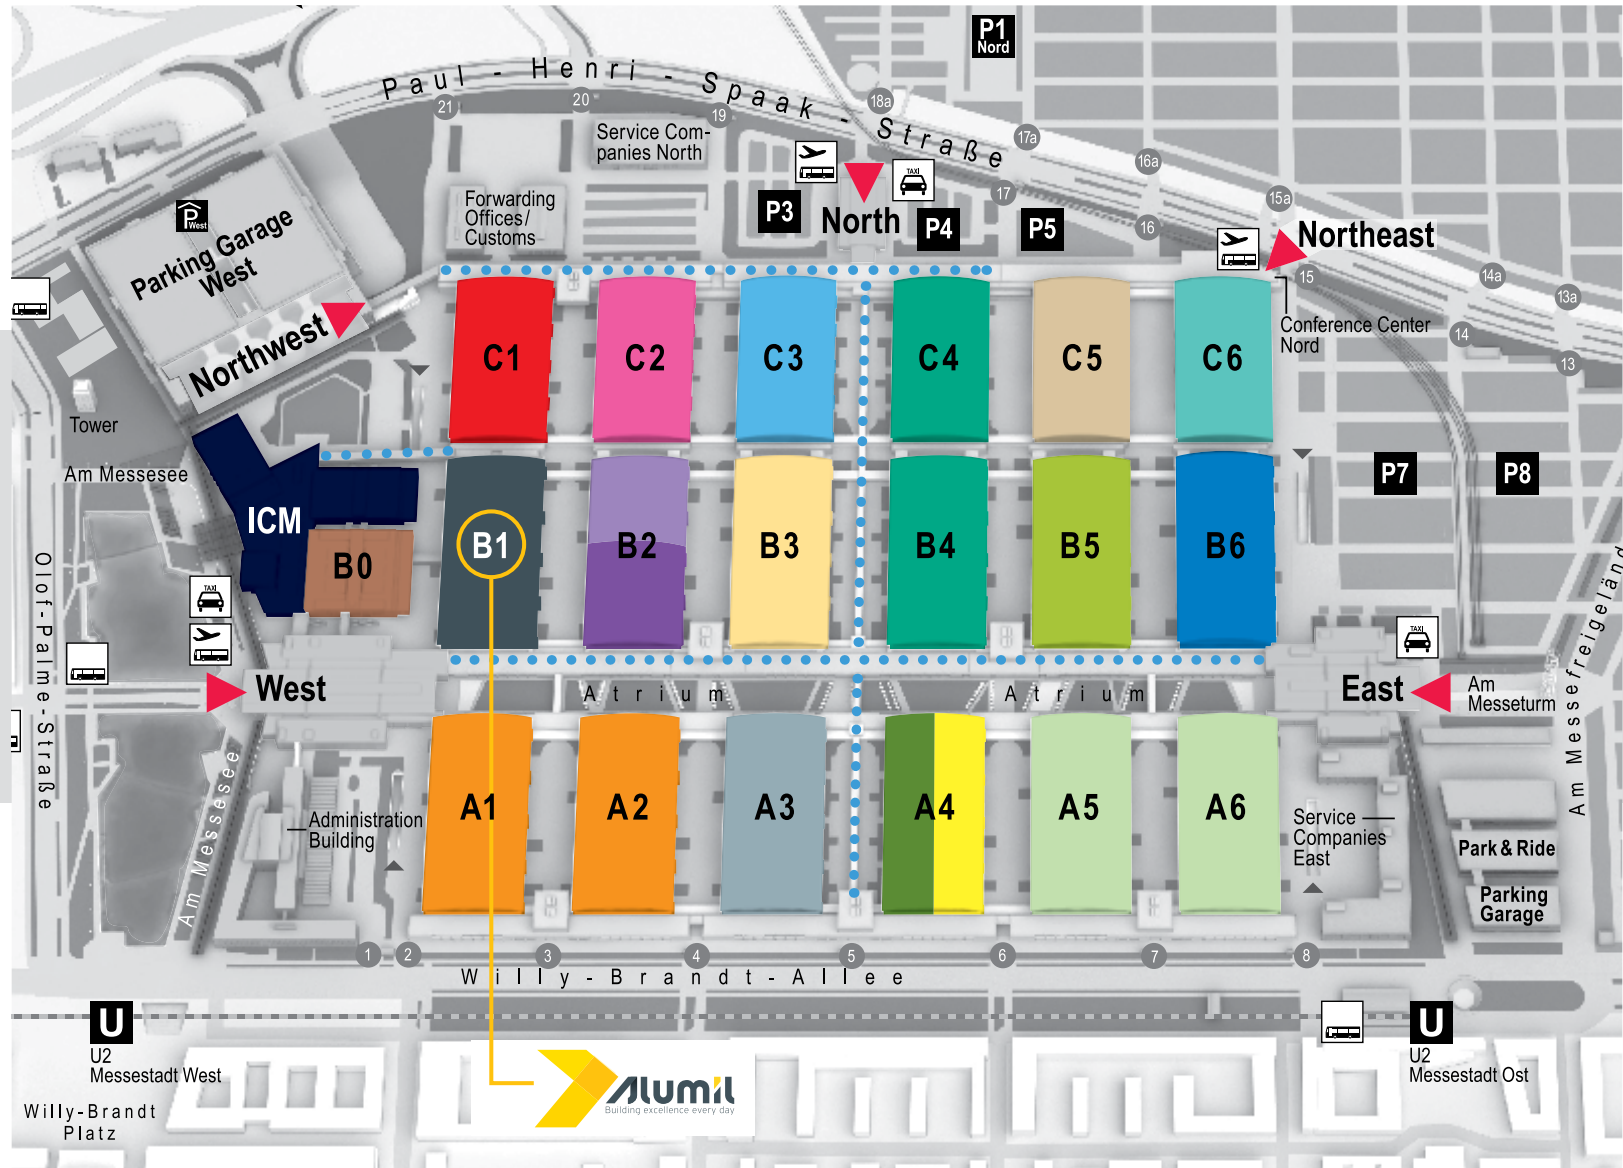 P1
Nord
Paul - Henri - Spaak - Straße
21
20
19
18a
17a
16a
15a
17
16
15
14a
13a
14
13
Service Com-
panies North
Forwarding
Offices/
Customs
P
West
Parking Garage
West
Northwest
P3
North
TAXI
P4
P5
Northeast
Conference Center
Nord
C1
C2
C3
C4
C5
C6
Tower
Am Messesee
ICM
B0
B1
B2
B3
B4
B5
B6
P7
P8
Olof-Palme-Straße
TAXI
West
Atrium
Atrium
TAXI
East
Am
Messeturm
Am Messefreigeländ
Am Messesee
A1
A2
A3
A4
A5
A6
Administration
Building
Service
Companies
East
Park & Ride
Parking
Garage
1
2
3
4
5
6
7
8
Willy-Brandt-Allee
U
U2
Messestadt West
Willy-Brandt
Platz
U
U2
Messestadt Ost
Alumil
Building excellence every day